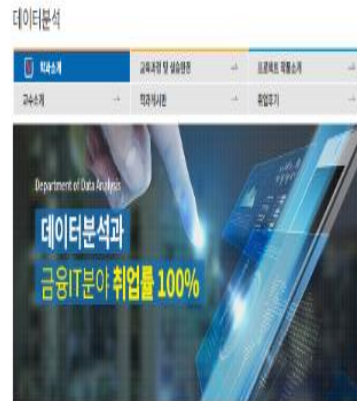 데이터분석
학과소개
교육과정 및 실습환경
프로젝트 작품소개
교수소개
학과게시판
취업후기
Department of Data Analysis
데이터분석과
금융IT분야 취업률 100%